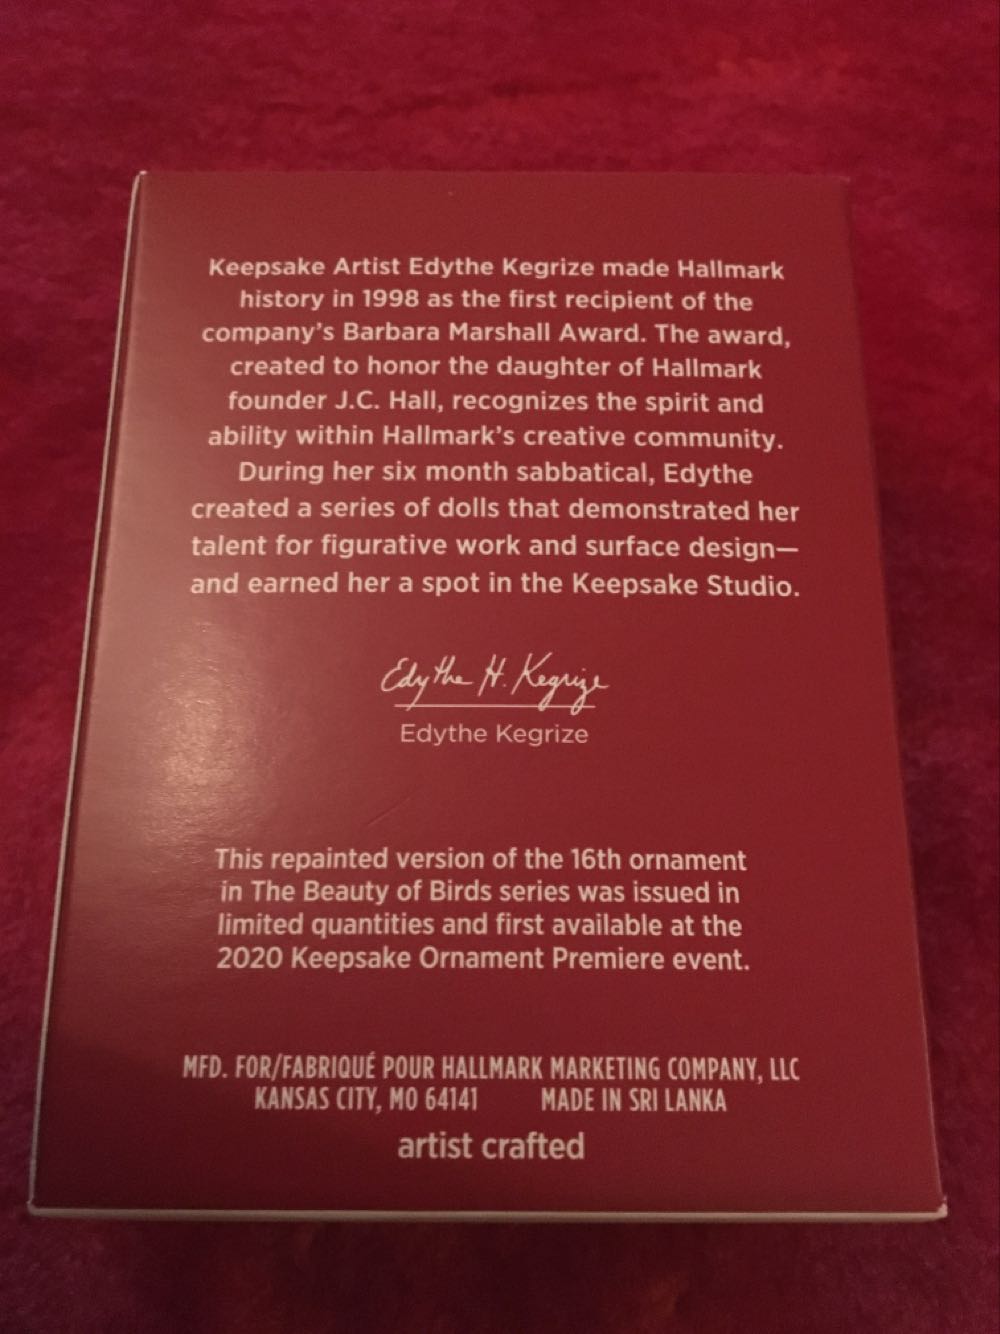 Keepsake Artist Edythe Kegrize made Hallmark
history in 1998 as the first recipient of the
company's Barbara Marshall Award. The award,
created to honor the daughter of Hallmark
founder J.C. Hall, recognizes the spirit and
ability within Hallmark's creative community.
During her six month sabbatical, Edythe
created a series of dolls that demonstrated her
talent for figurative work and surface design—
and earned her a spot in the Keepsake Studio.
Edythe H. Kegrize
Edythe Kegrize
This repainted version of the 16th ornament
in The Beauty of Birds series was issued in
limited quantities and first available at the
2020 Keepsake Ornament Premiere event.
MFD. FOR/FABRIQUÉ POUR HALLMARK MARKETING COMPANY, LLC
KANSAS CITY, MO 64141 MADE IN SRI LANKA
artist crafted